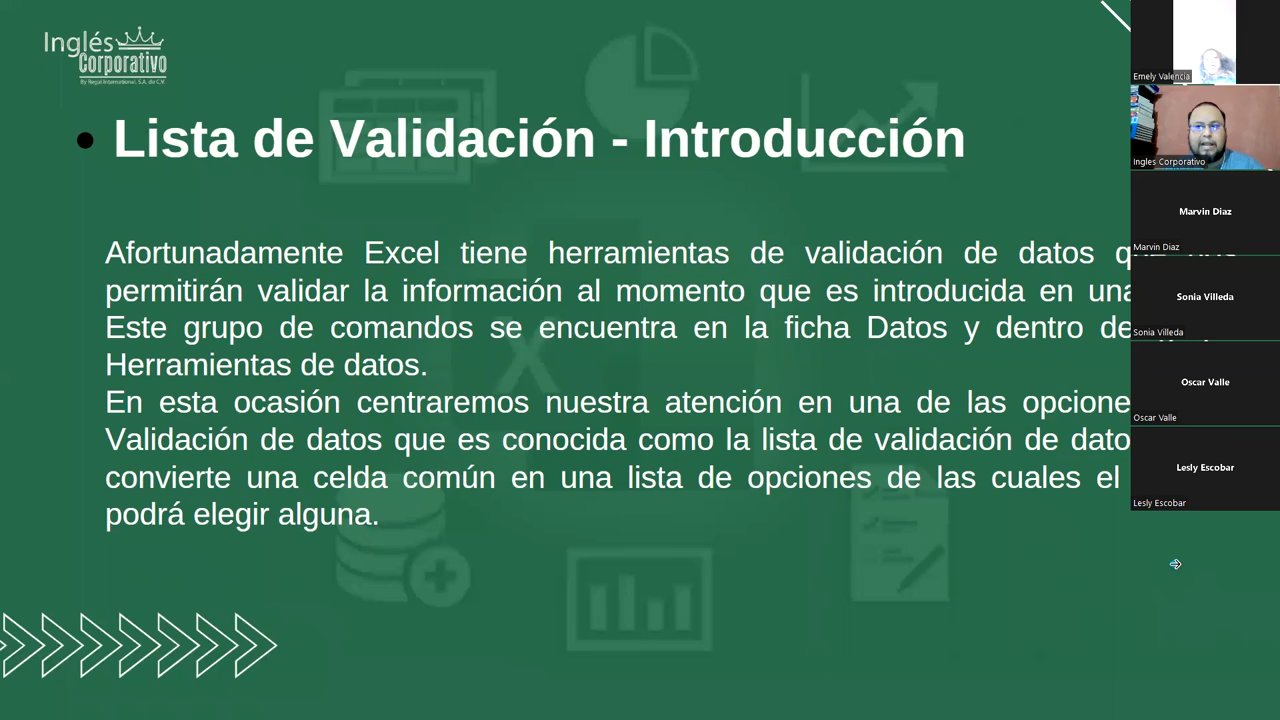 Inglés
Corporativo
By Regal International, S.A. de C.V.
• Lista de Validación - Introducción
Afortunadamente Excel tiene herramientas de validación de datos
permitirán validar la información al momento que es introducida en una
Este grupo de comandos se encuentra en la ficha Datos y dentro
Herramientas de datos.
En esta ocasión centraremos nuestra atención en una de las
Validación de datos que es conocida como la lista de validación de
convierte una celda común en una lista de opciones de las cuales el
podrá elegir alguna.
Emely Valencia
Ingles Corporativo
Marvin Diaz
Marvin Diaz
Sonia Villeda
Sonia Villeda
Oscar Valle
Oscar Valle
Lesly Escobar
Lesly Escobar